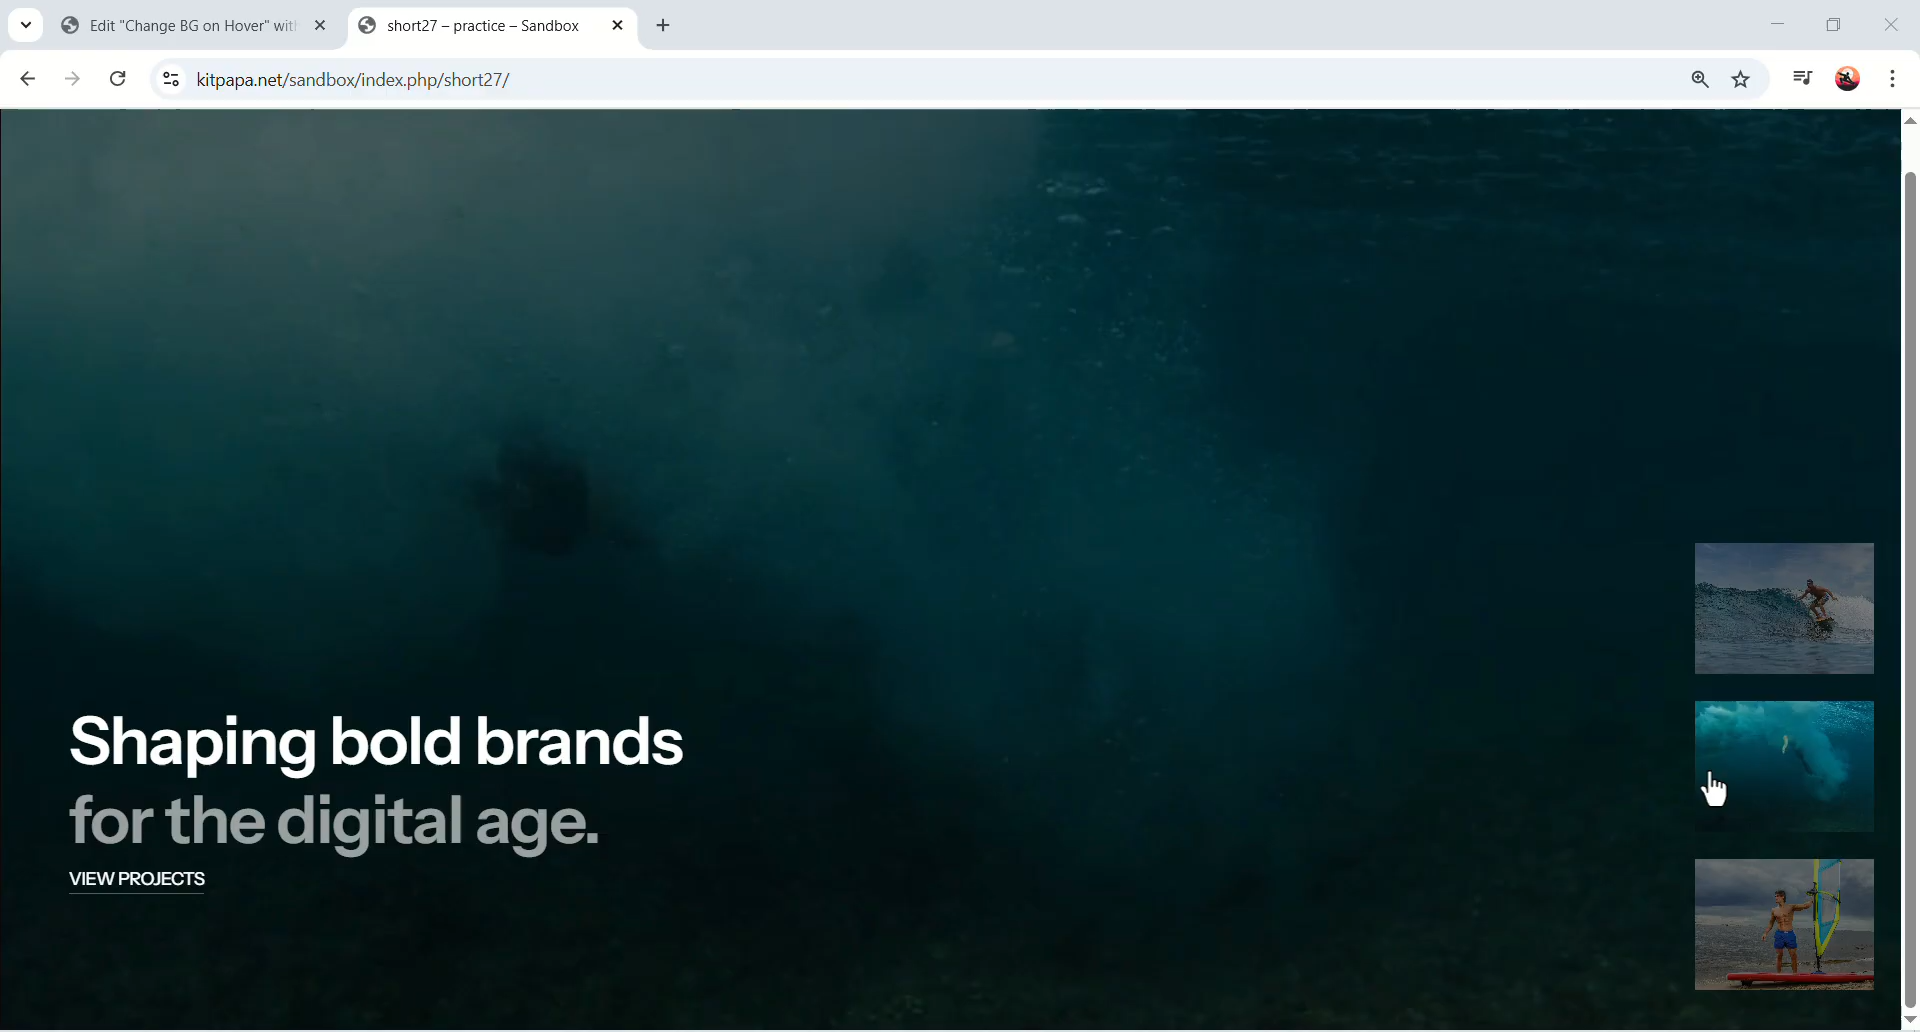 Edit "Change BG on Hover" wit
short27 – practice – Sandbox
kitpapa.net/sandbox/index.php/short27/
Shaping bold brands
for the digital age.
VIEW PROJECTS